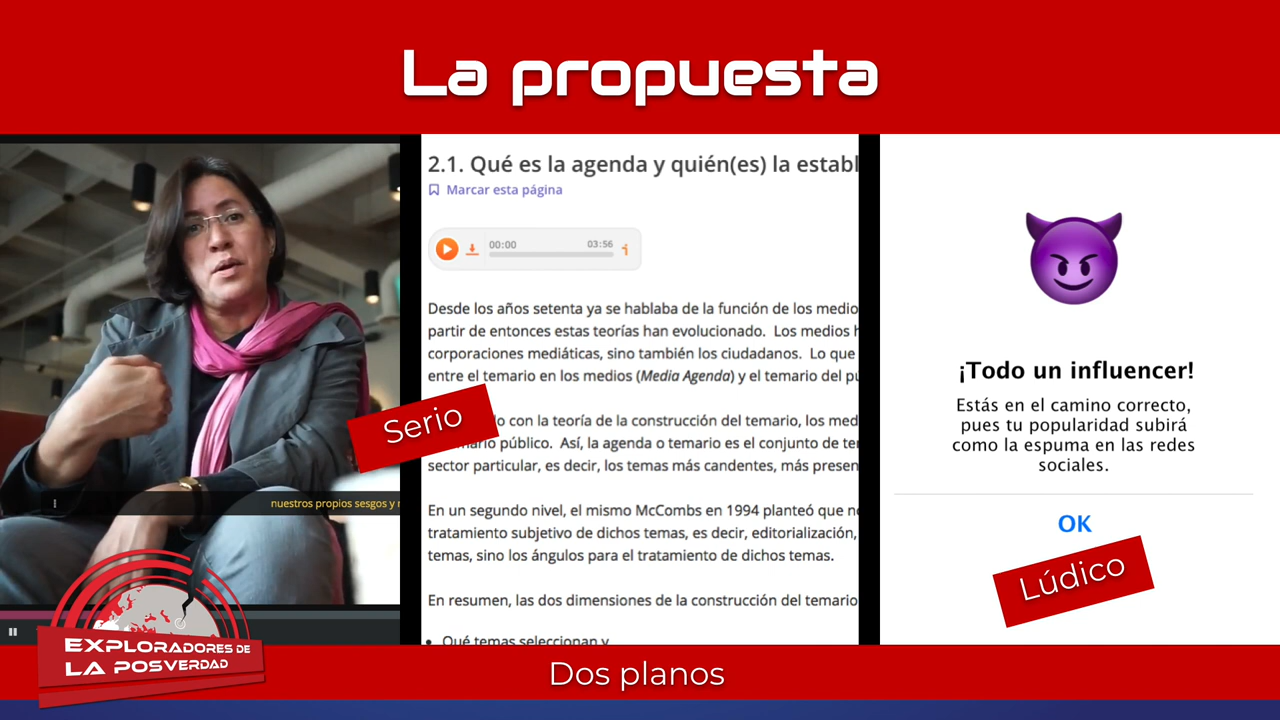 La propuesta
nuestros propios sesgos y
2.1. Qué es la agenda y quién(es) la establ
Marcar esta página
00:00
03:56
Desde los años setenta ya se hablaba de la función de los medio
partir de entonces estas teorías han evolucionado. Los medios
corporaciones mediáticas, sino también los ciudadanos. Lo que
entre el temario en los medios (Media Agenda) y el temario del
lo con la teoría de la construcción del temario, los med
público. Así, la agenda o temario es el conjunto de
sector particular, es decir, los temas más candentes, más presen
En un segundo nivel, el mismo McCombs en 1994 planteó que
tratamiento subjetivo de dichos temas, es decir, editorialización,
temas, sino los ángulos para el tratamiento de dichos temas.
En resumen, las dos dimensiones de la construcción del temario
• Qué temas seleccionan y
Serio
¡Todo un influencer!
Estás en el camino correcto,
pues tu popularidad subirá
como la espuma en las redes
sociales.
OK
Lúdico
EXPLORADORES DE
LA POSVERDAD
Dos planos